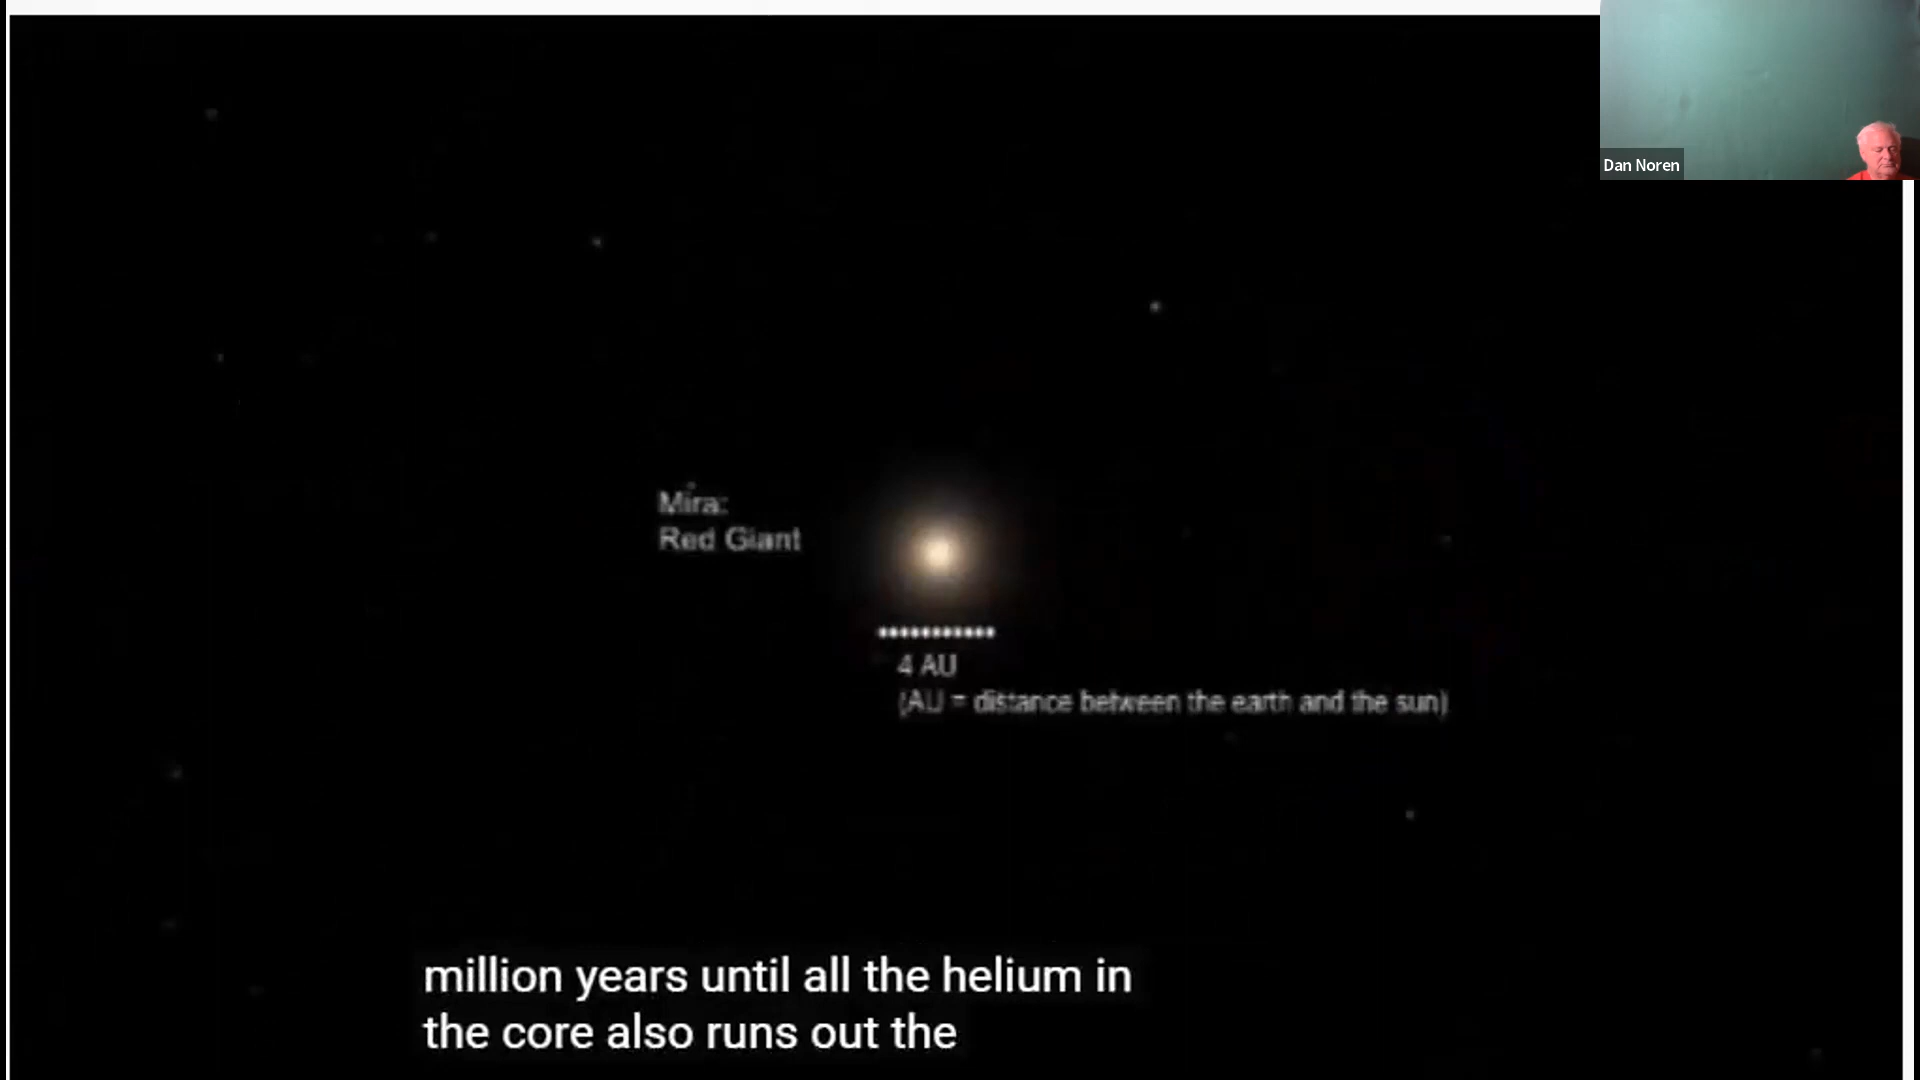 Dan Noren
Mira:
Red Giant
4 AU
(AU = distance between the earth and the sun)
million years until all the helium in
the core also runs out the